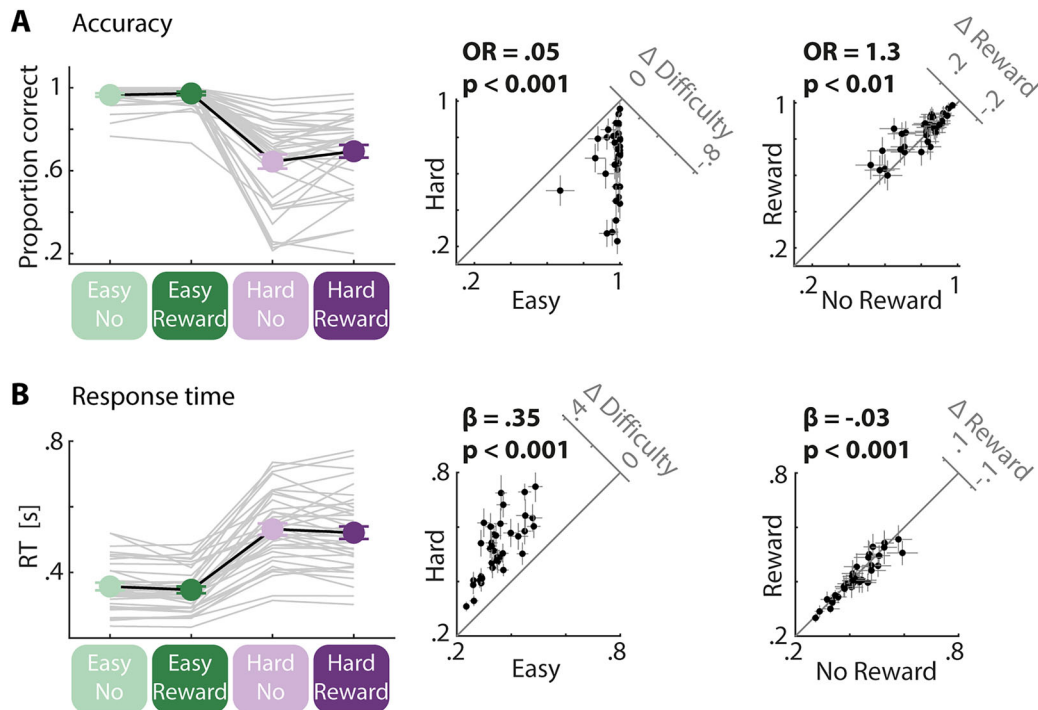 A Accuracy
Proportion correct
1
.6
.2
Easy No
Easy Reward
Hard No
Hard Reward
OR = .05
p < 0.001
Δ Difficulty
0
-.8
Hard
1
.2
.2
1
Easy
OR = 1.3
p < 0.01
Δ Reward
.2
-.2
Reward
1
.2
.2
1
No Reward
B Response time
RT [s]
.8
.4
Easy No
Easy Reward
Hard No
Hard Reward
β = .35
p < 0.001
Δ Difficulty
.4
0
Hard
.8
.2
.2
.8
Easy
β = -.03
p < 0.001
Δ Reward
.1
-.1
Reward
.8
.2
.2
.8
No Reward